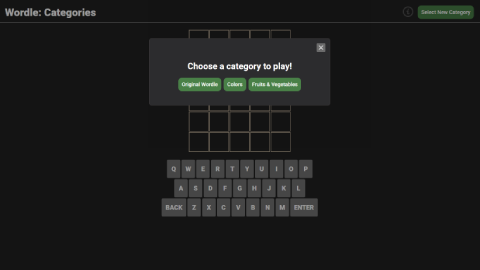 Wordle: Categories
i
Select New Category
X
Choose a category to play!
Original Wordle Colors Fruits & Vegetables
Q W E R T Y U I O P
A S D F G H J K L
BACK Z X C V B N M ENTER